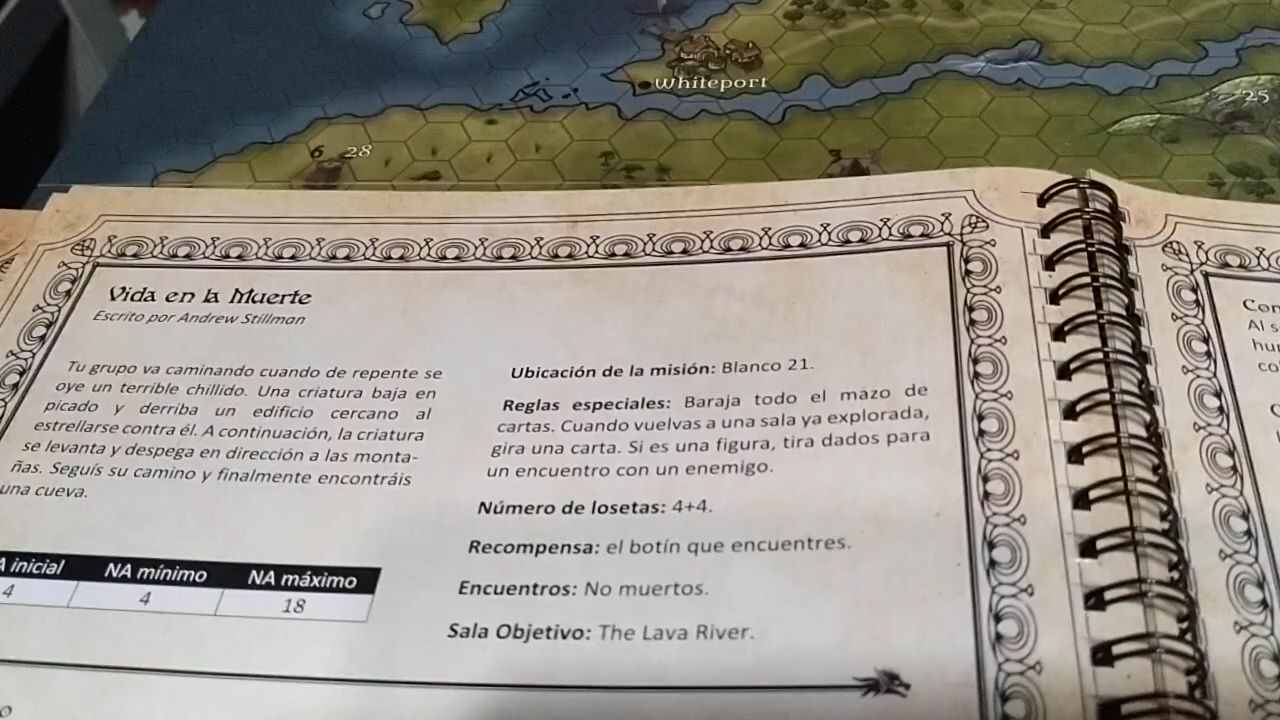 Whiteport
25
6 28
3
Vida en la Muerte
Escrito por Andrew Stillman
Tu grupo va caminando cuando de repente se
oye un terrible chillido. Una criatura baja en
picado y derriba un edificio cercano al
estrellarse contra él. A continuación, la criatura
se levanta y despega en dirección a las monta-
ñas. Seguís su camino y finalmente encontráis
una cueva.
A inicial NA mínimo NA máximo
4 4 18
Ubicación de la misión: Blanco 21.
Reglas especiales: Baraja todo el mazo de
cartas. Cuando vuelvas a una sala ya explorada,
gira una carta. Si es una figura, tira dados para
un encuentro con un enemigo.
Número de losetas: 4+4.
Recompensa: el botín que encuentres.
Encuentros: No muertos.
Sala Objetivo: The Lava River.
Con
Al s
hu
co